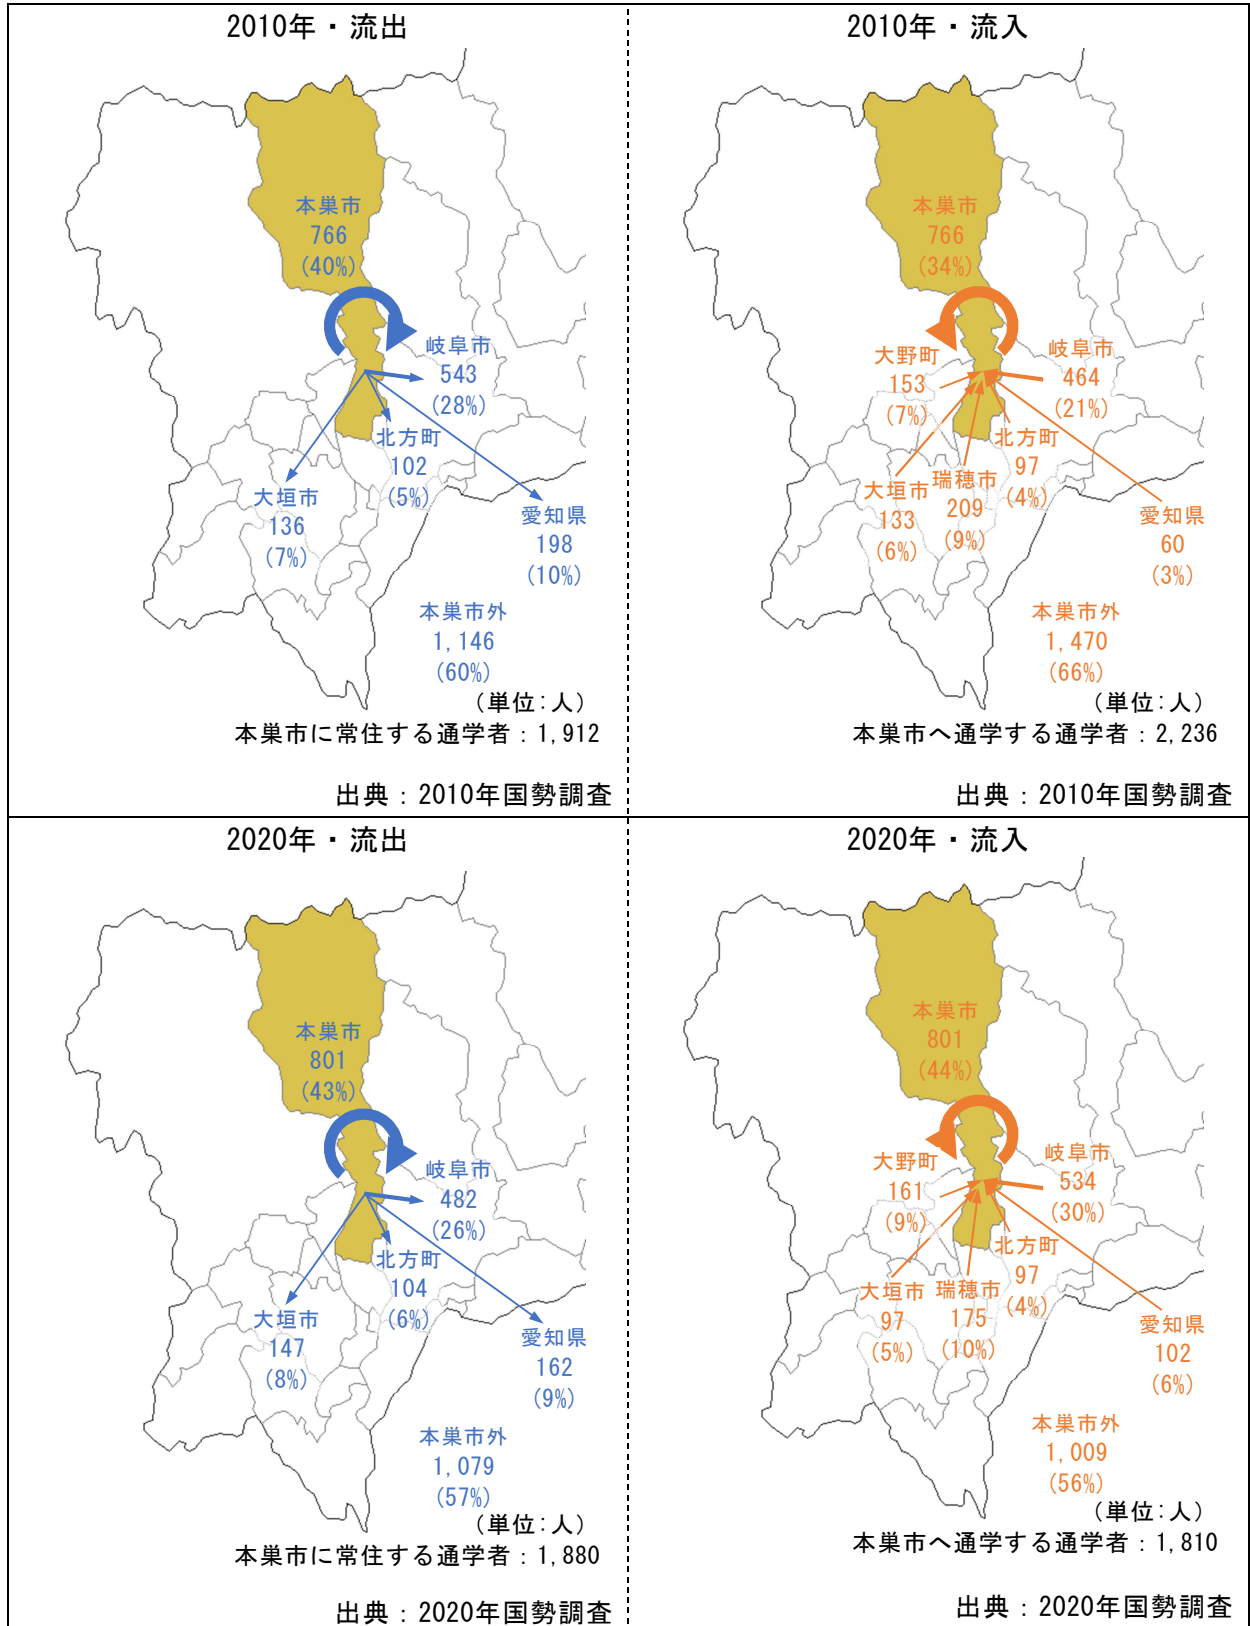 2010年・流出
本巣市
766
(40%)
岐阜市
543
(28%)
北方町
102
(5%)
大垣市
136
(7%)
愛知県
198
(10%)
本巣市外
1,146
(60%)
（単位:人）
本巣市に常住する通学者：1,912
出典：2010年国勢調査
2010年・流入
本巣市
766
(34%)
大野町
153
(7%)
岐阜市
464
(21%)
北方町
97
(4%)
瑞穂市
209
(9%)
大垣市
133
(6%)
愛知県
60
(3%)
本巣市外
1,470
(66%)
（単位:人）
本巣市へ通学する通学者：2,236
出典：2010年国勢調査
2020年・流出
本巣市
801
(43%)
岐阜市
482
(26%)
北方町
104
(6%)
大垣市
147
(8%)
愛知県
162
(9%)
本巣市外
1,079
(57%)
（単位:人）
本巣市に常住する通学者：1,880
出典：2020年国勢調査
2020年・流入
本巣市
801
(44%)
大野町
161
(9%)
岐阜市
534
(30%)
北方町
97
(4%)
瑞穂市
175
(10%)
大垣市
97
(5%)
愛知県
102
(6%)
本巣市外
1,009
(56%)
（単位:人）
本巣市へ通学する通学者：1,810
出典：2020年国勢調査